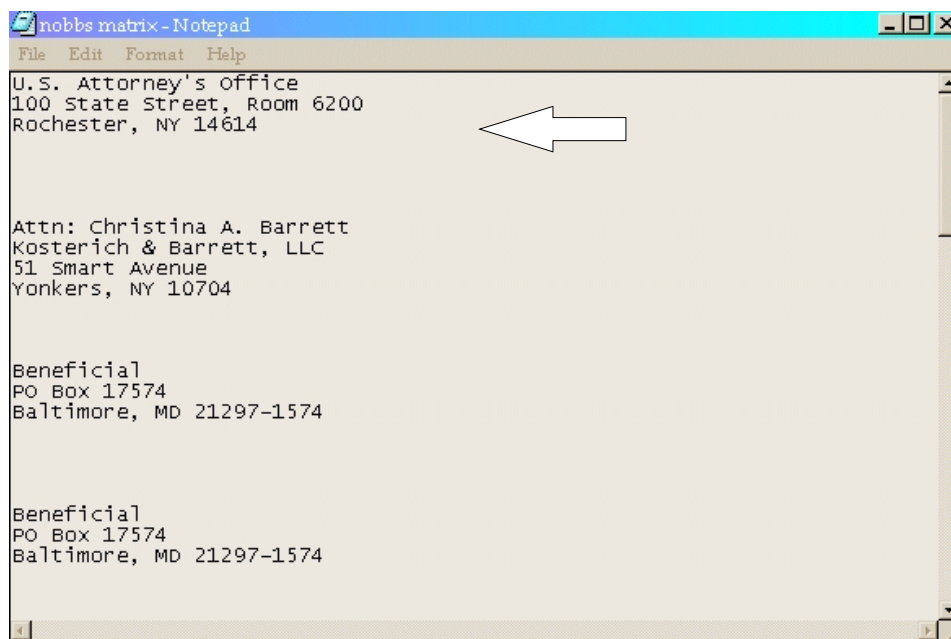 nobbs matrix - Notepad
File Edit Format Help
U.S. Attorney's Office
100 State Street, Room 6200
Rochester, NY 14614
Attn: Christina A. Barrett
Kosterich & Barrett, LLC
51 Smart Avenue
Yonkers, NY 10704
Beneficial
PO Box 17574
Baltimore, MD 21297-1574
Beneficial
PO Box 17574
Baltimore, MD 21297-1574